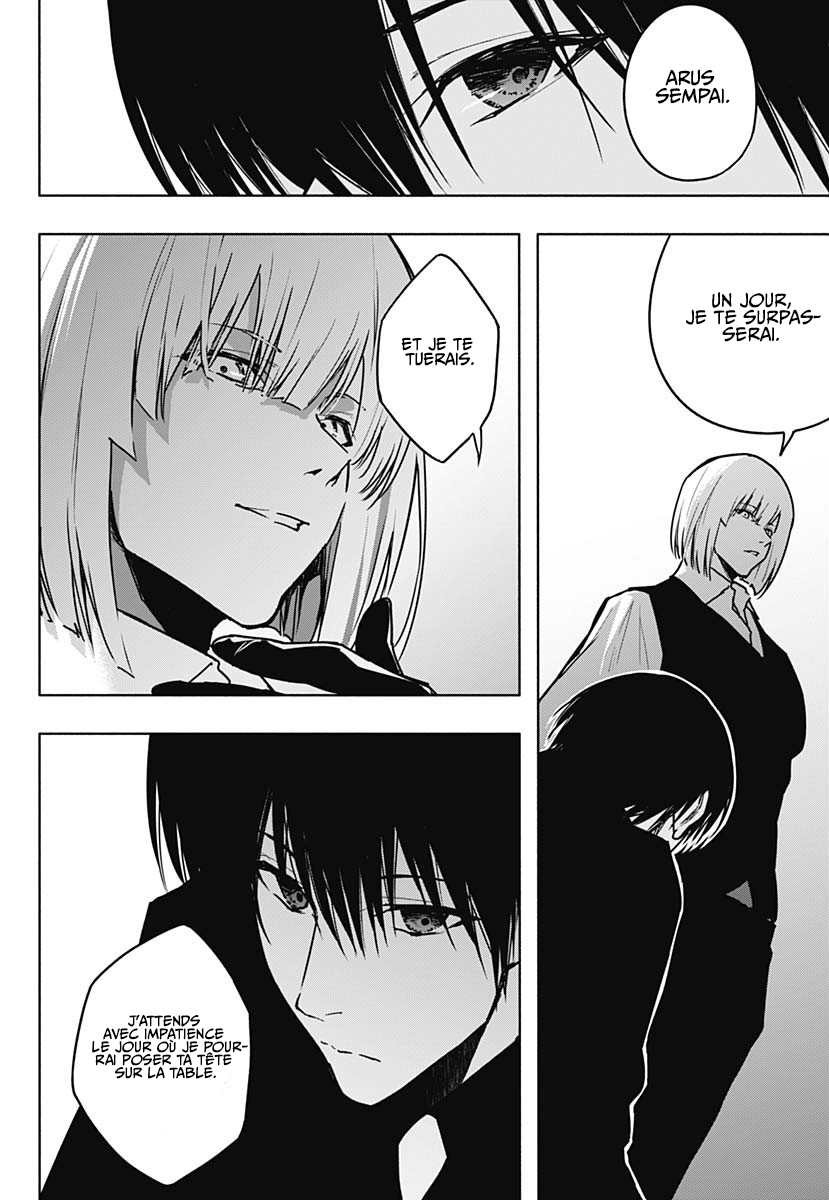 ARUS
SEMPAI.
UN JOUR,
JE TE SURPAS-
SERAI.
ET JE TE
TUERAIS.
J'ATTENDS
AVEC IMPATIENCE
LE JOUR OÙ JE POUR-
RAI POSER TA TÊTE
SUR LA TABLE.